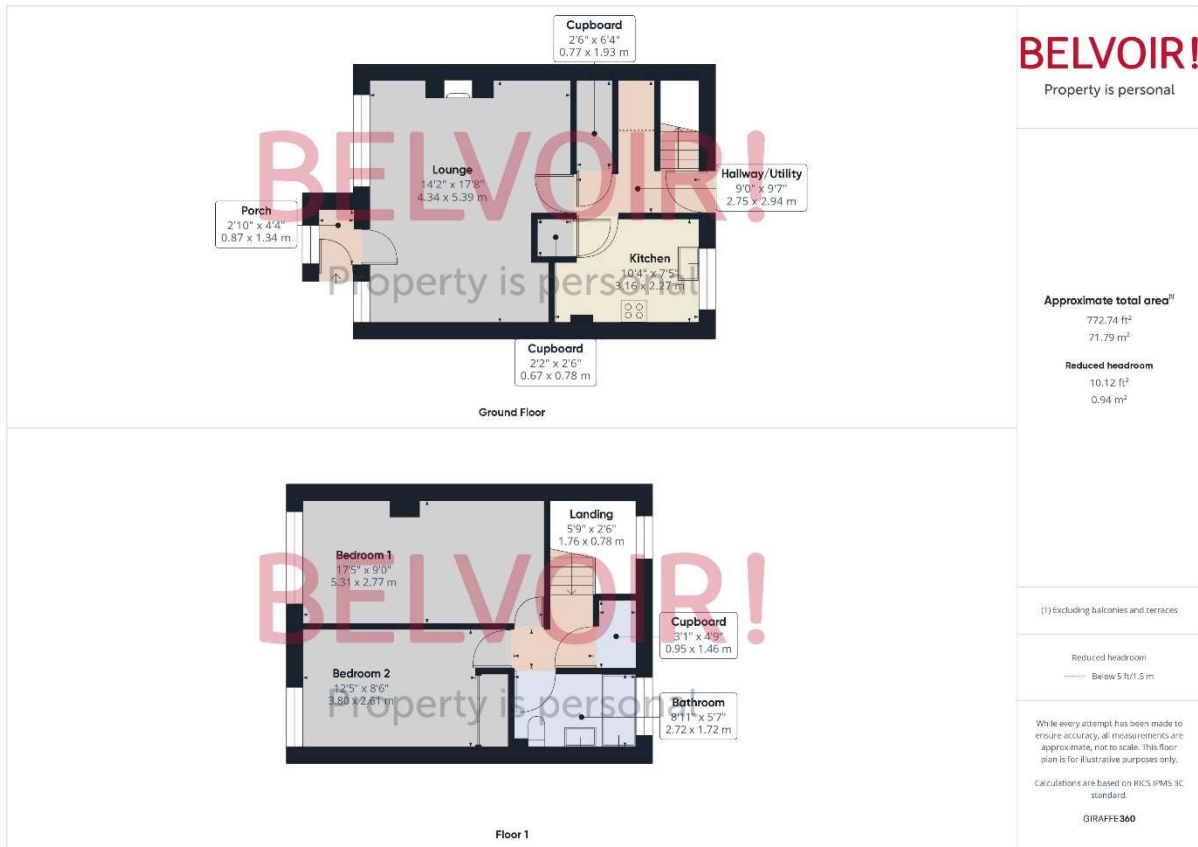 Cupboard
2'6" x 6'4"
0.77 x 1.93 m
BELVOIR!
Lounge
14'2" x 17'8"
4.34 x 5.39 m
Hallway/Utility
9'0" x 9'7"
2.75 x 2.94 m
Porch
2'10" x 4'4"
0.87 x 1.34 m
Kitchen
10'4" x 7'5"
3.16 x 2.27 m
Property is personal
Cupboard
2'2" x 2'6"
0.67 x 0.78 m
Ground Floor
Landing
5'9" x 2'6"
1.76 x 0.78 m
Bedroom 1
17'5" x 9'0"
5.31 x 2.77 m
BELVOIR!
Cupboard
3'1" x 4'9"
0.95 x 1.46 m
Bedroom 2
12'5" x 8'6"
3.80 x 2.61 m
Property is personal
Bathroom
8'11" x 5'7"
2.72 x 1.72 m
Floor 1
BELVOIR!
Property is personal
Approximate total area(1)
772.74 ft²
71.79 m²
Reduced headroom
10.12 ft²
0.94 m²
(1) Excluding balconies and terraces
Reduced headroom
Below 5 ft/1.5 m
While every attempt has been made to
ensure accuracy, all measurements are
approximate, not to scale. This floor
plan is for illustrative purposes only.
Calculations are based on RICS IPMS 3C
standard.
GIRAFFE360